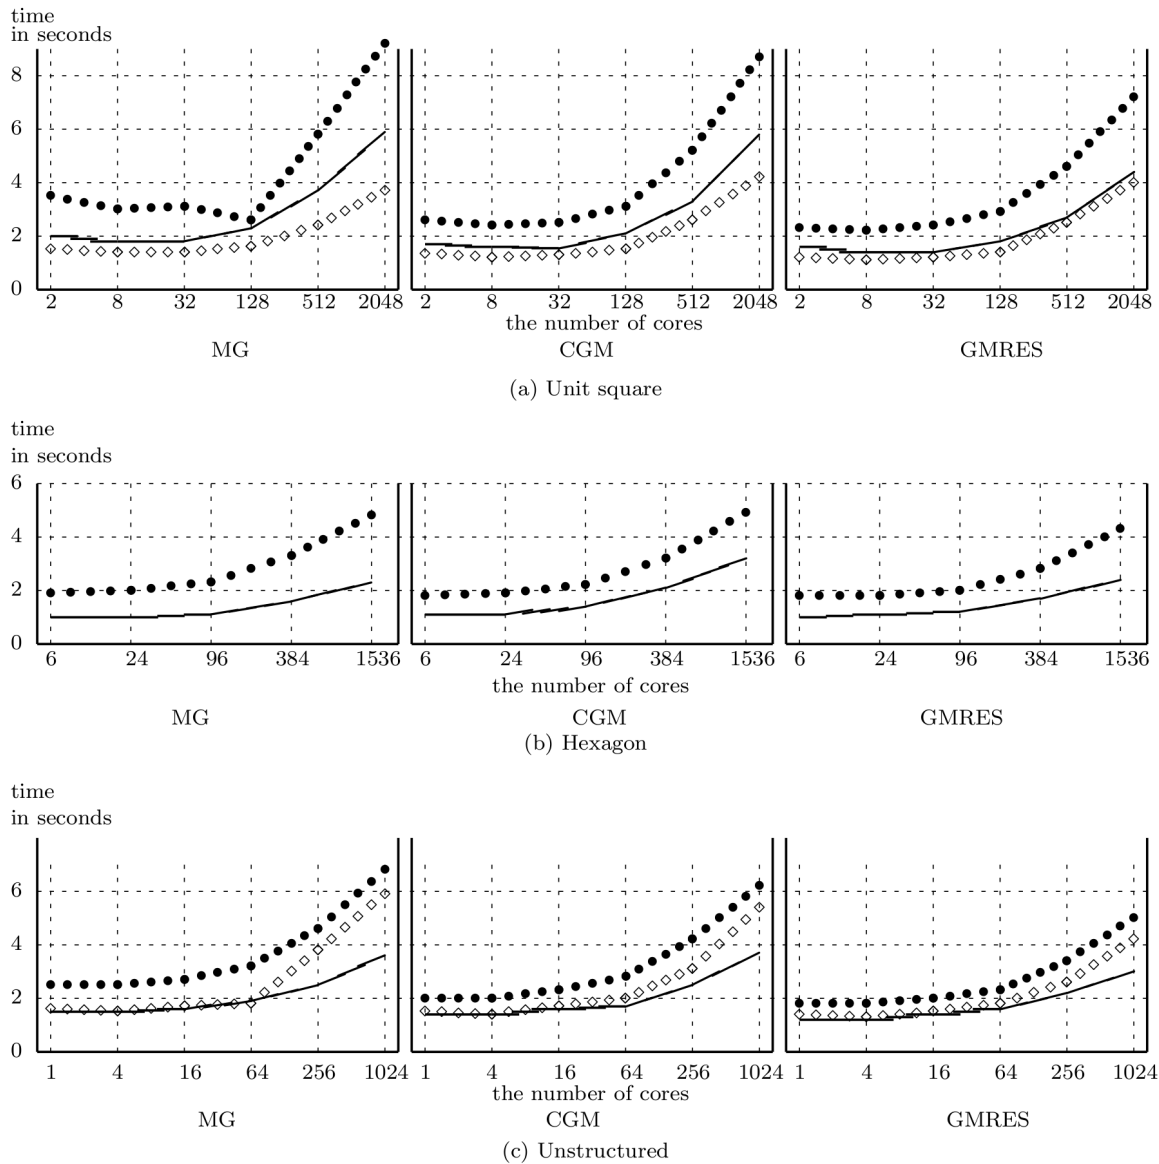 time
in seconds
8
6
4
2
0
2 8 32 128 512 2048 2 8 32 128 512 2048 2 8 32 128 512 2048
the number of cores
MG CGM GMRES
(a) Unit square
time
in seconds
6
4
2
0
6 24 96 384 1536 6 24 96 384 1536 6 24 96 384 1536
the number of cores
MG CGM GMRES
(b) Hexagon
time
in seconds
6
4
2
0
1 4 16 64 256 1024 1 4 16 64 256 1024 1 4 16 64 256 1024
the number of cores
MG CGM GMRES
(c) Unstructured